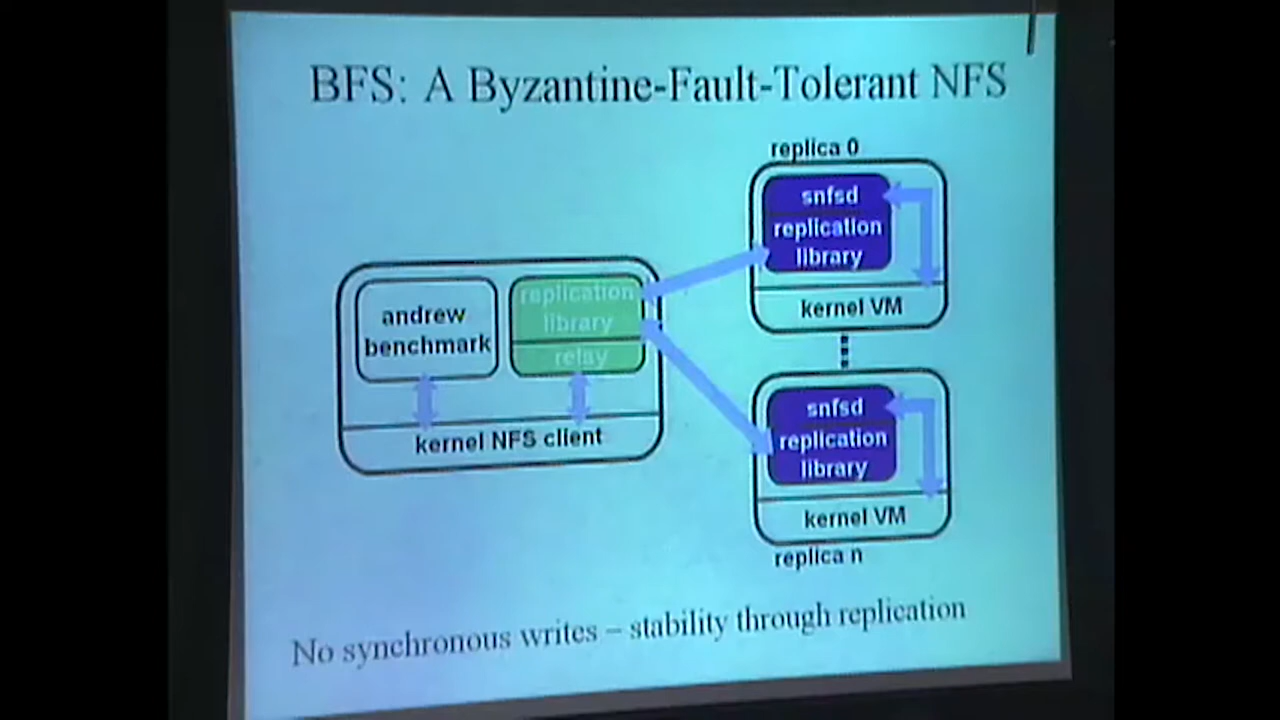 BFS: A Byzantine-Fault-Tolerant NFS
replica 0
snfsd
replication
library
kernel VM
andrew
benchmark
replication
library
relay
kernel NFS client
snfsd
replication
library
kernel VM
replica n
No synchronous writes – stability through replication